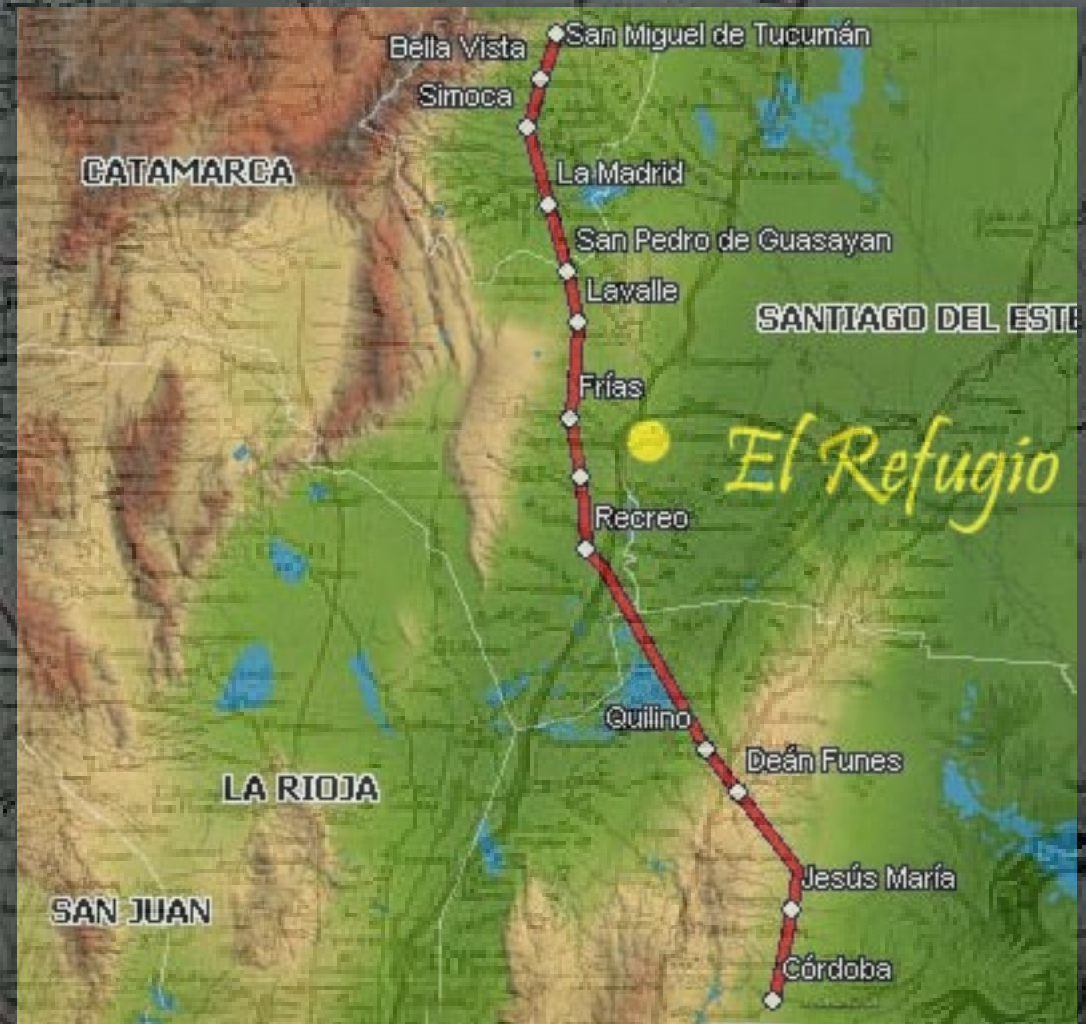 San Miguel de Tucumán
Bella Vista
Simoca
CATAMARCA
La Madrid
San Pedro de Guasayan
Lavalle
SANTIAGO DEL ESTE
Frías
El Refugio
Recreo
Quilino
Deán Funes
LA RIOJA
Jesús María
SAN JUAN
Córdoba